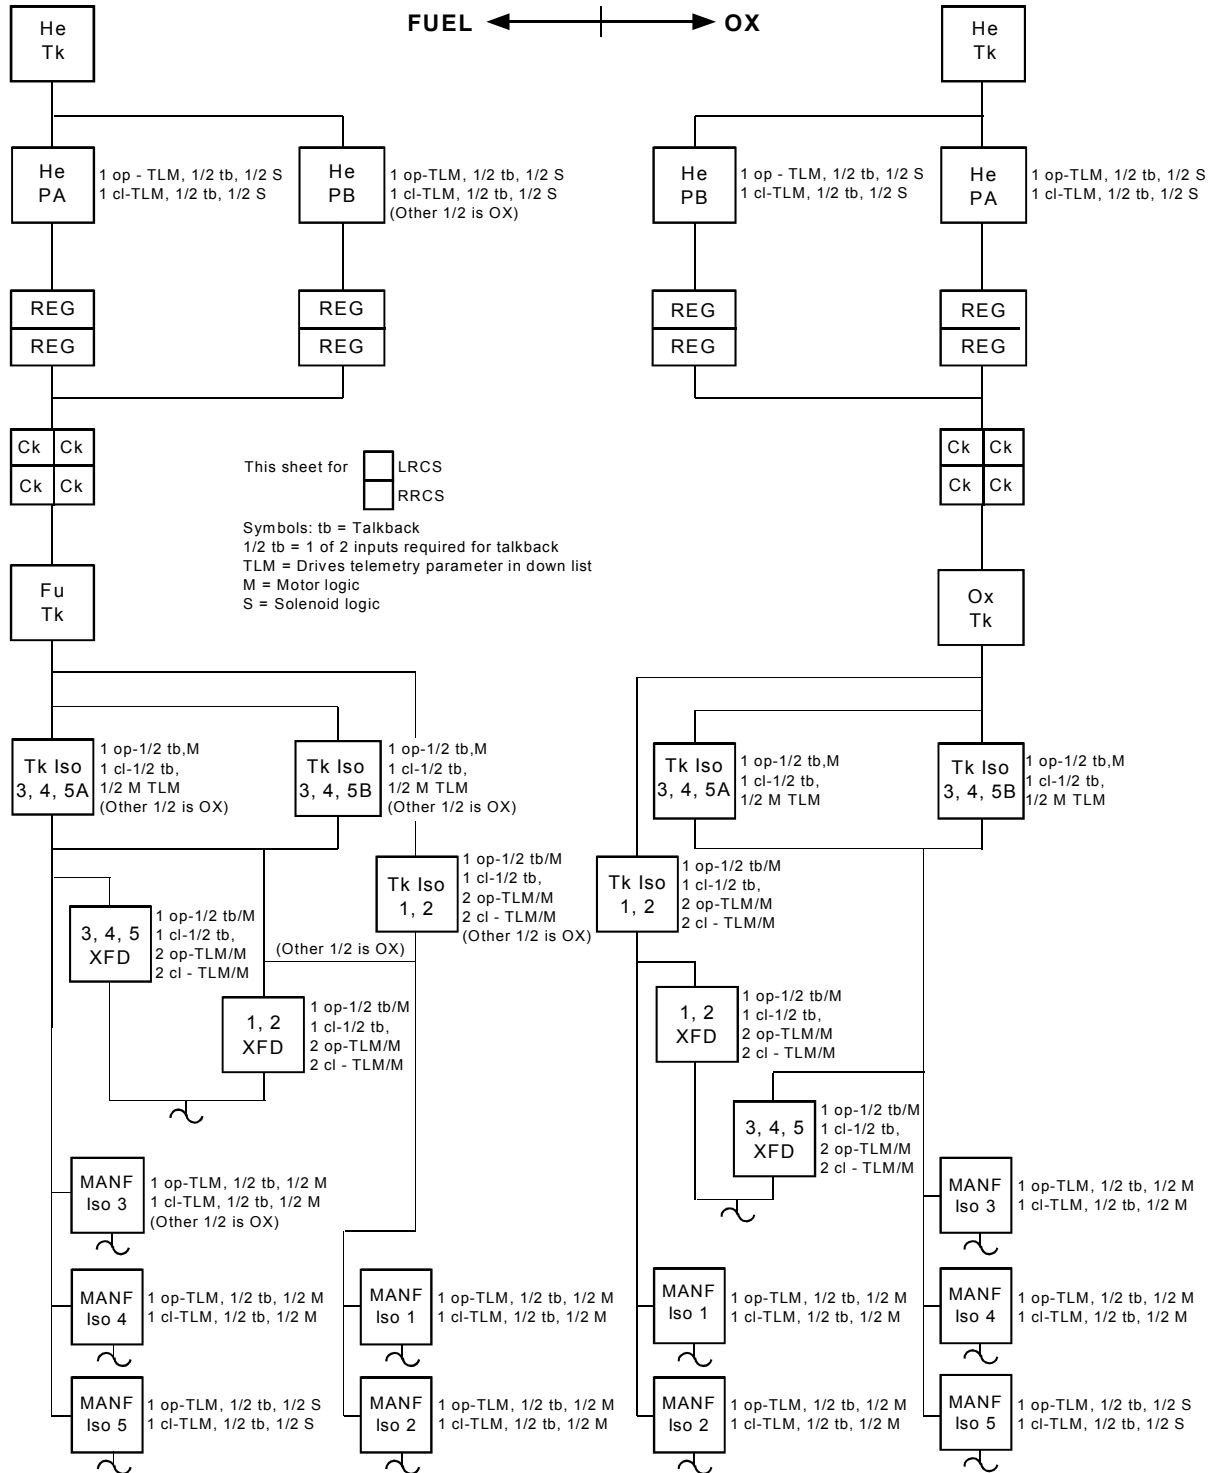 FUEL OX
He
Tk
He
Tk
He
PA
1 op - TLM, 1/2 tb, 1/2 S
1 cl-TLM, 1/2 tb, 1/2 S
He
PB
1 op-TLM, 1/2 tb, 1/2 S
1 cl-TLM, 1/2 tb, 1/2 S
(Other 1/2 is OX)
He
PB
1 op - TLM, 1/2 tb, 1/2 S
1 cl-TLM, 1/2 tb, 1/2 S
He
PA
1 op-TLM, 1/2 tb, 1/2 S
1 cl-TLM, 1/2 tb, 1/2 S
REG
REG
REG
REG
REG
REG
REG
REG
Ck Ck
Ck Ck
Ck Ck
Ck Ck
This sheet for LRCS
RRCS
Symbols: tb = Talkback
1/2 tb = 1 of 2 inputs required for talkback
TLM = Drives telemetry parameter in down list
M = Motor logic
S = Solenoid logic
Fu
Tk
Ox
Tk
Tk Iso
3, 4, 5A
1 op-1/2 tb,M
1 cl-1/2 tb,
1/2 M TLM
(Other 1/2 is OX)
Tk Iso
3, 4, 5B
1 op-1/2 tb,M
1 cl-1/2 tb,
1/2 M TLM
(Other 1/2 is OX)
Tk Iso
3, 4, 5A
1 op-1/2 tb,M
1 cl-1/2 tb,
1/2 M TLM
Tk Iso
3, 4, 5B
1 op-1/2 tb,M
1 cl-1/2 tb,
1/2 M TLM
Tk Iso
1, 2
1 op-1/2 tb/M
1 cl-1/2 tb,
2 op-TLM/M
2 cl - TLM/M
(Other 1/2 is OX)
Tk Iso
1, 2
1 op-1/2 tb/M
1 cl-1/2 tb,
2 op-TLM/M
2 cl - TLM/M
3, 4, 5
XFD
1 op-1/2 tb/M
1 cl-1/2 tb,
2 op-TLM/M
2 cl - TLM/M
(Other 1/2 is OX)
1, 2
XFD
1 op-1/2 tb/M
1 cl-1/2 tb,
2 op-TLM/M
2 cl - TLM/M
1, 2
XFD
1 op-1/2 tb/M
1 cl-1/2 tb,
2 op-TLM/M
2 cl - TLM/M
3, 4, 5
XFD
1 op-1/2 tb/M
1 cl-1/2 tb,
2 op-TLM/M
2 cl - TLM/M
MANF
Iso 3
1 op-TLM, 1/2 tb, 1/2 M
1 cl-TLM, 1/2 tb, 1/2 M
(Other 1/2 is OX)
MANF
Iso 3
1 op-TLM, 1/2 tb, 1/2 M
1 cl-TLM, 1/2 tb, 1/2 M
MANF
Iso 4
1 op-TLM, 1/2 tb, 1/2 M
1 cl-TLM, 1/2 tb, 1/2 M
MANF
Iso 1
1 op-TLM, 1/2 tb, 1/2 M
1 cl-TLM, 1/2 tb, 1/2 M
MANF
Iso 1
1 op-TLM, 1/2 tb, 1/2 M
1 cl-TLM, 1/2 tb, 1/2 M
MANF
Iso 4
1 op-TLM, 1/2 tb, 1/2 M
1 cl-TLM, 1/2 tb, 1/2 M
MANF
Iso 5
1 op-TLM, 1/2 tb, 1/2 S
1 cl-TLM, 1/2 tb, 1/2 S
MANF
Iso 2
1 op-TLM, 1/2 tb, 1/2 M
1 cl-TLM, 1/2 tb, 1/2 M
MANF
Iso 2
1 op-TLM, 1/2 tb, 1/2 M
1 cl-TLM, 1/2 tb, 1/2 M
MANF
Iso 5
1 op-TLM, 1/2 tb, 1/2 S
1 cl-TLM, 1/2 tb, 1/2 S